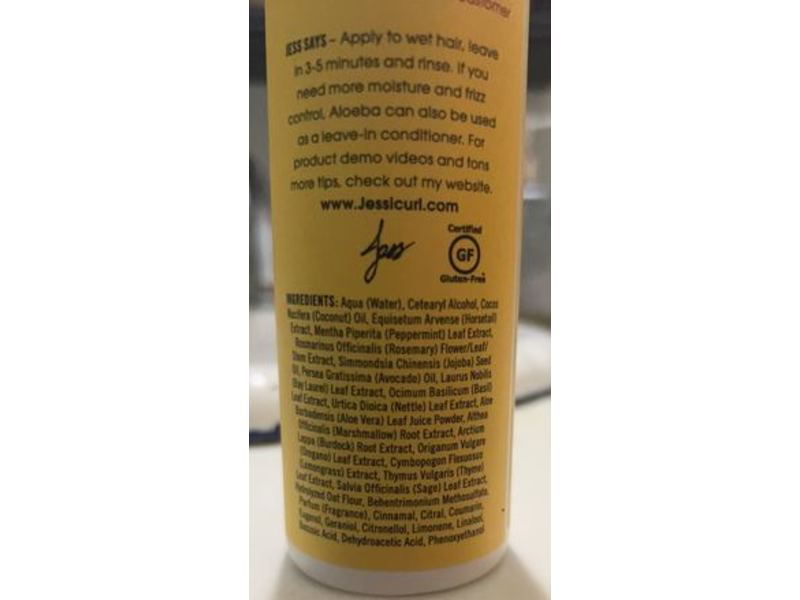 customer
JESS SAYS – Apply to wet hair, leave
in 3-5 minutes and rinse. If you
need more moisture and frizz
control, Aloeba can also be used
as a leave-in conditioner. For
product demo videos and tons
more tips, check out my website.
www.Jessicurl.com
Jess
Certified
GF
Gluten-Free
INGREDIENTS: Aqua (Water), Cetearyl Alcohol, Cocos
Nucifera (Coconut) Oil, Equisetum Arvense (Horsetail)
Extract, Mentha Piperita (Peppermint) Leaf Extract,
Rosmarinus Officinalis (Rosemary) Flower/Leaf/
Stem Extract, Simmondsia Chinensis (Jojoba) Seed
Oil, Persea Gratissima (Avocado) Oil, Laurus Nobilis
(Bay Laurel) Leaf Extract, Ocimum Basilicum (Basil)
Leaf Extract, Urtica Dioica (Nettle) Leaf Extract, Aloe
Barbadensis (Aloe Vera) Leaf Juice Powder, Althea
Officinalis (Marshmallow) Root Extract, Arctium
Lappa (Burdock) Root Extract, Origanum Vulgare
(Oregano) Leaf Extract, Cymbopogon Flexuosus
(Lemongrass) Extract, Thymus Vulgaris (Thyme)
Leaf Extract, Salvia Officinalis (Sage) Leaf Extract,
Hydrolyzed Oat Flour, Behentrimonium Methosulfate,
Parfum (Fragrance), Cinnamal, Citral, Coumarin,
Eugenol, Geraniol, Citronellol, Limonene, Linalool,
Benzoic Acid, Dehydroacetic Acid, Phenoxyethanol